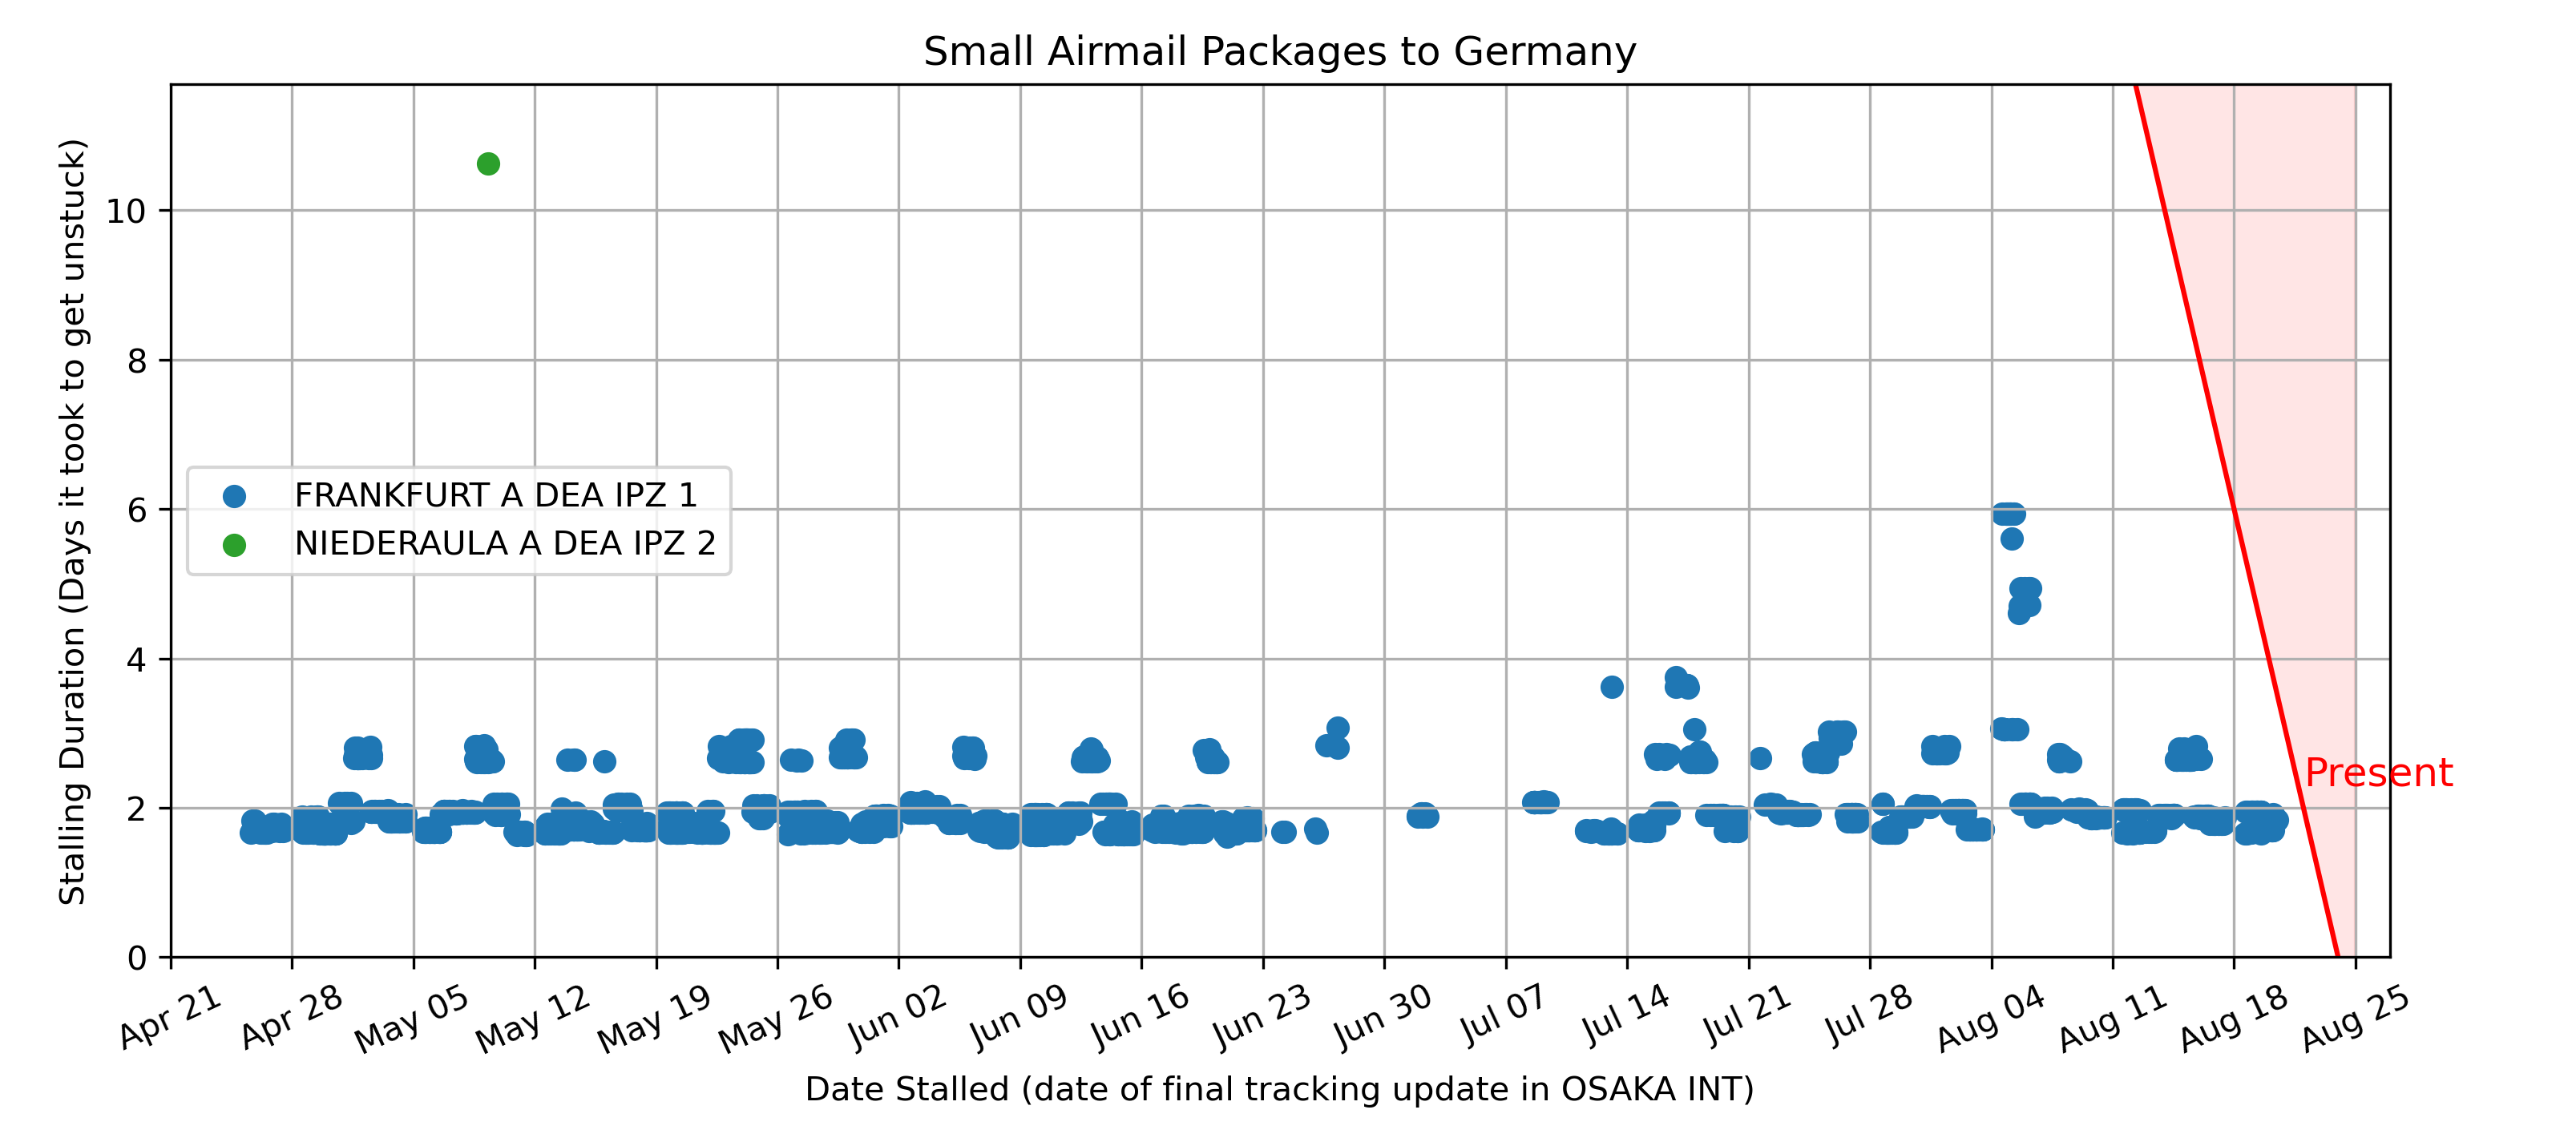 Small Airmail Packages to Germany
Stalling Duration (Days it took to get unstuck)
10
8
6
4
2
0
FRANKFURT A DEA IPZ 1
NIEDERAULA A DEA IPZ 2
Present
Apr 21
Apr 28
May 05
May 12
May 19
May 26
Jun 02
Jun 09
Jun 16
Jun 23
Jun 30
Jul 07
Jul 14
Jul 21
Jul 28
Aug 04
Aug 11
Aug 18
Aug 25
Date Stalled (date of final tracking update in OSAKA INT)